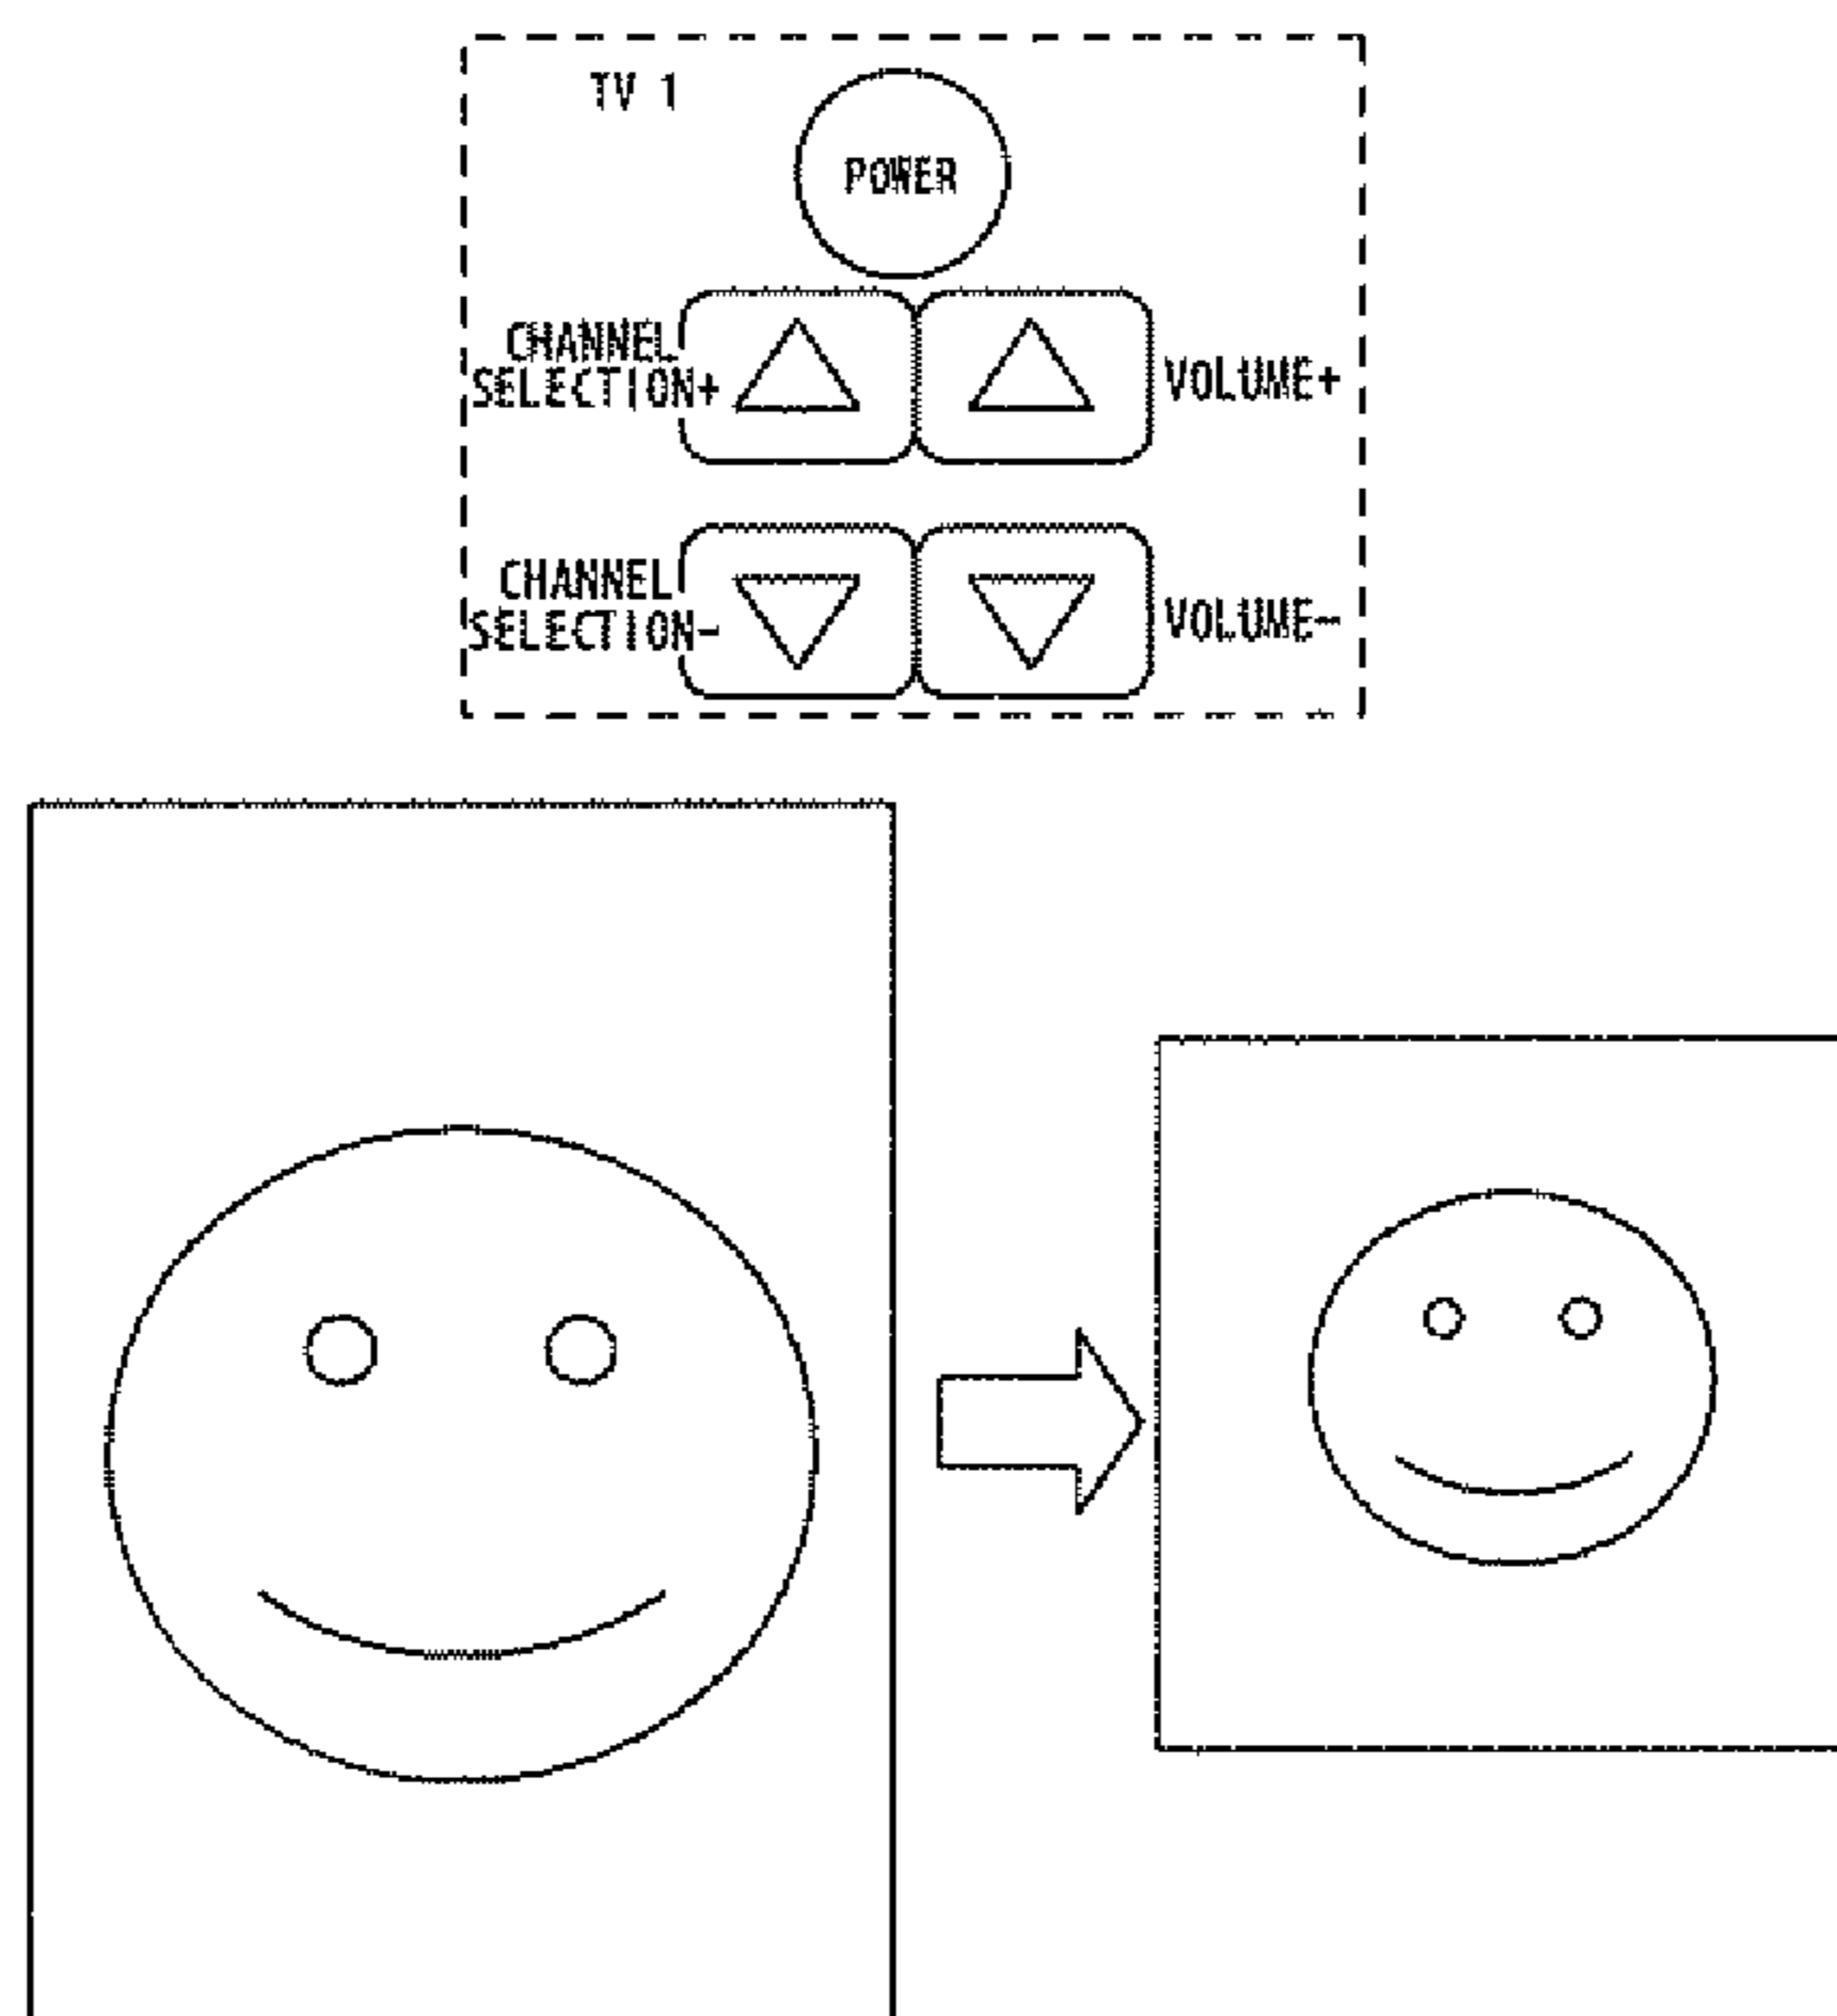 TV 1
POWER
CHANNEL
SELECTION+
VOLUME+
CHANNEL
SELECTION-
VOLUME-